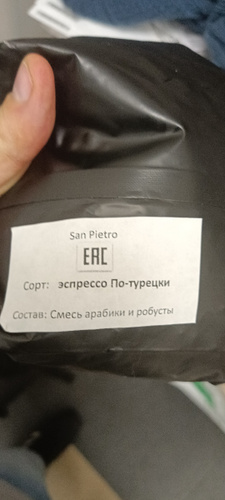 San Pietro
EAC
Сорт: эспрессо По-турецки
Состав: Смесь арабики и робусты